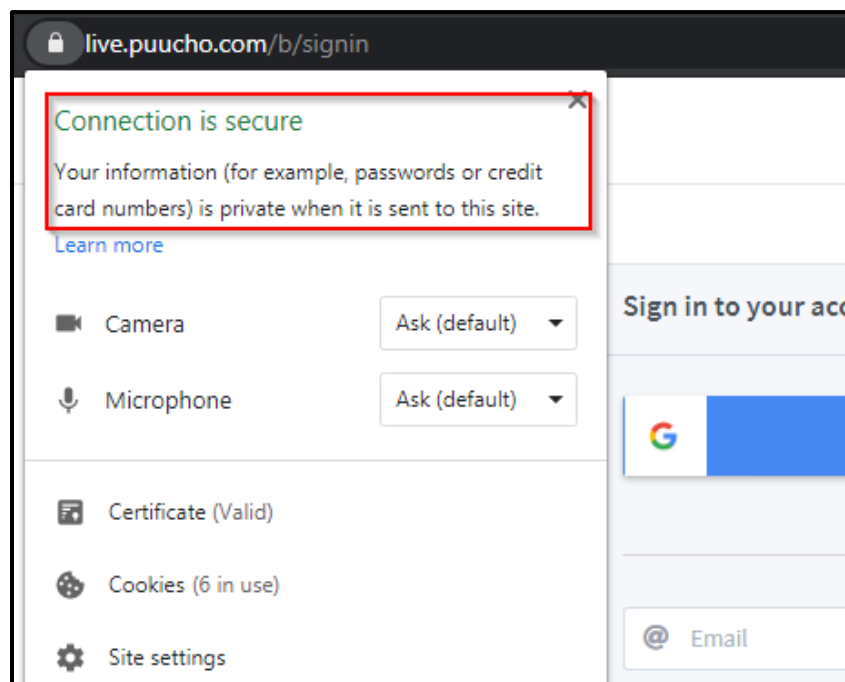 live.puucho.com/b/signin
Connection is secure
Your information (for example, passwords or credit
card numbers) is private when it is sent to this site.
Learn more
Camera
Ask (default)
Microphone
Ask (default)
Certificate (Valid)
Cookies (6 in use)
Site settings
Sign in to your acc
G
@ Email